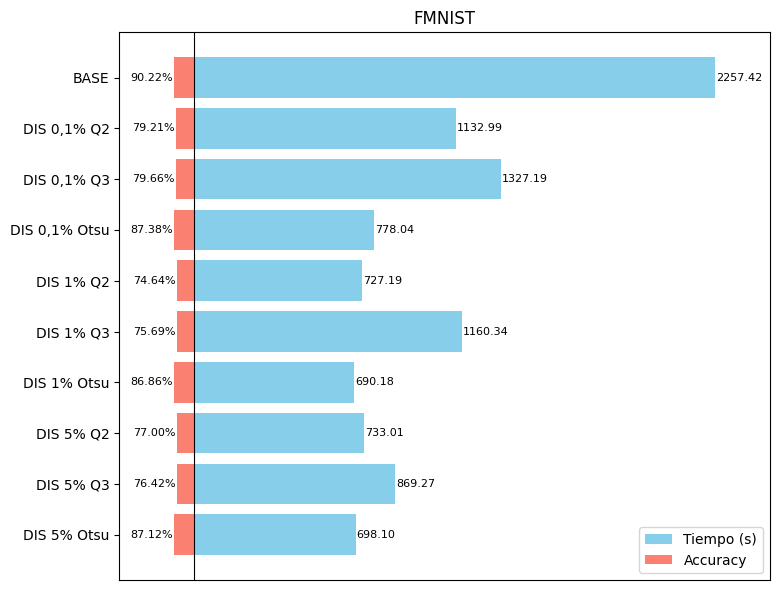 FMNIST
BASE 90.22% 2257.42
DIS 0,1% Q2 79.21% 1132.99
DIS 0,1% Q3 79.66% 1327.19
DIS 0,1% Otsu 87.38% 778.04
DIS 1% Q2 74.64% 727.19
DIS 1% Q3 75.69% 1160.34
DIS 1% Otsu 86.86% 690.18
DIS 5% Q2 77.00% 733.01
DIS 5% Q3 76.42% 869.27
DIS 5% Otsu 87.12% 698.10
Tiempo (s)
Accuracy